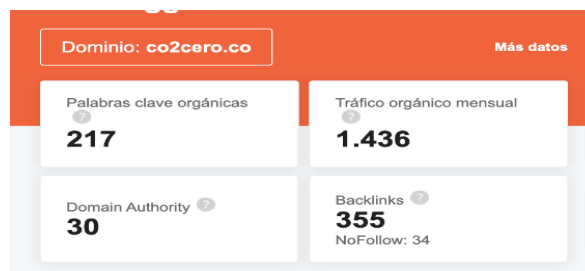 Dominio: co2cero.co
Más datos
Palabras clave orgánicas
?
217
Tráfico orgánico mensual
?
1.436
Domain Authority ?
30
Backlinks ?
355
NoFollow: 34